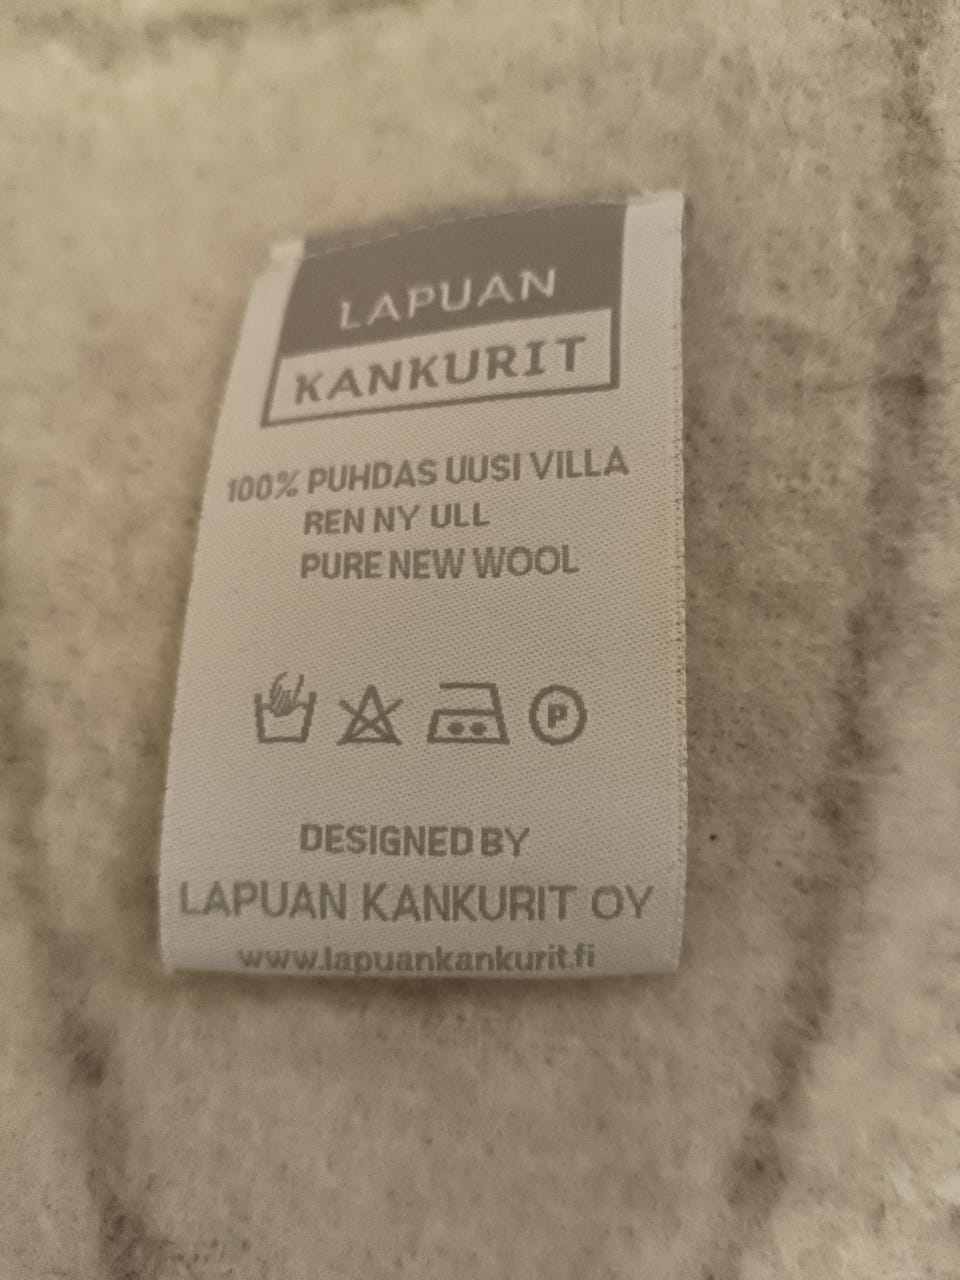 LAPUAN
KANKURIT
100% PUHDAS UUSI VILLA
REN NY ULL
PURE NEW WOOL
P
DESIGNED BY
LAPUAN KANKURIT OY
www.lapuankankurit.fi